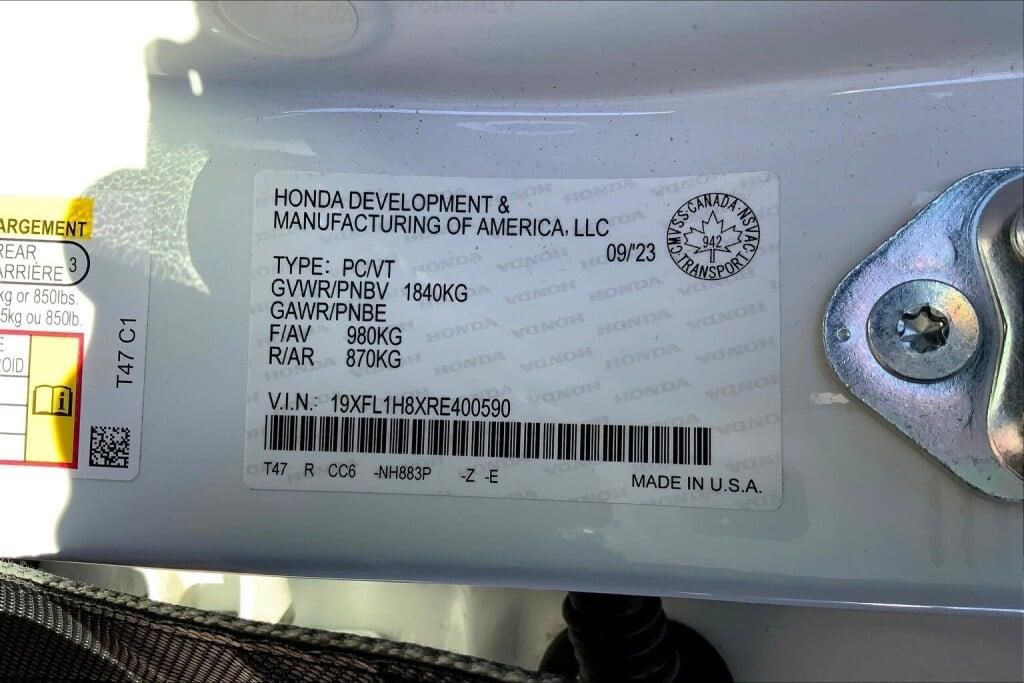 ARGEMENT
REAR
ARRIÈRE 3
kg or 850lbs.
5kg ou 850lb.
T47 C1
HONDA DEVELOPMENT &
MANUFACTURING OF AMERICA, LLC
09/'23
CMVSS·CANADA·NSVAC
942
TRANSPORT
TYPE: PC/VT
GVWR/PNBV 1840KG
GAWR/PNBE
F/AV 980KG
R/AR 870KG
V.I.N.: 19XFL1H8XRE400590
T47 R CC6 -NH883P -Z -E
MADE IN U.S.A.